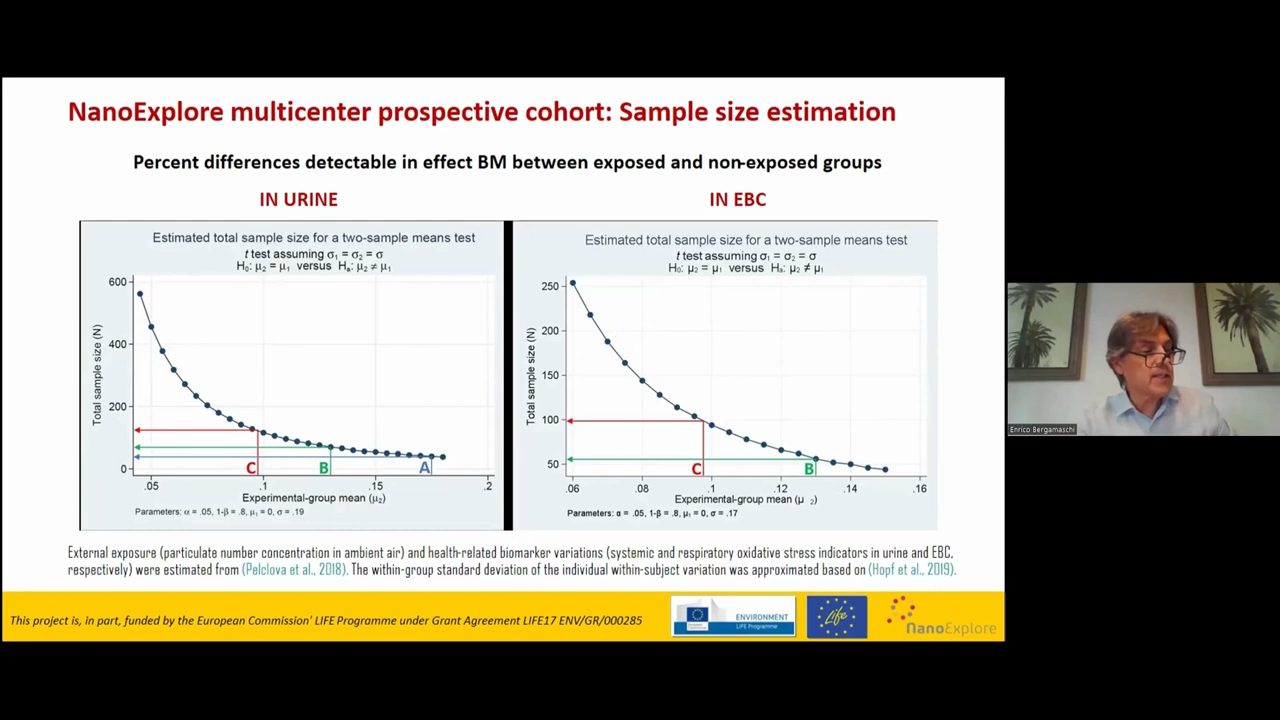 NanoExplore multicenter prospective cohort: Sample size estimation
Percent differences detectable in effect BM between exposed and non-exposed groups
IN URINE
Estimated total sample size for a two-sample means test
t test assuming σ₁ = σ₂ = σ
H₀: μ₂ = μ₁ versus Hₐ: μ₂ ≠ μ₁
Total sample size (N)
600
400
200
0
C
B
A
.05
.1
.15
.2
Experimental-group mean (μ₂)
Parameters: α = .05, 1-β = .8, μ₁ = 0, σ = .19
IN EBC
Estimated total sample size for a two-sample means test
t test assuming σ₁ = σ₂ = σ
H₀: μ₂ = μ₁ versus Hₐ: μ₂ ≠ μ₁
Total sample size (N)
250
200
150
100
50
C
B
.06
.08
.1
.12
.14
.16
Experimental-group mean (μ ₂)
Parameters: α = .05, 1-β = .8, μ₁ = 0, σ = .17
External exposure (particulate number concentration in ambient air) and health-related biomarker variations (systemic and respiratory oxidative stress indicators in urine and EBC,
respectively) were estimated from (Pelclova et al., 2018). The within-group standard deviation of the individual within-subject variation was approximated based on (Hopf et al., 2019).
This project is, in part, funded by the European Commission' LIFE Programme under Grant Agreement LIFE17 ENV/GR/000285
ENVIRONMENT
LIFE Programme
Life
NanoExplore
Enrico Bergamaschi